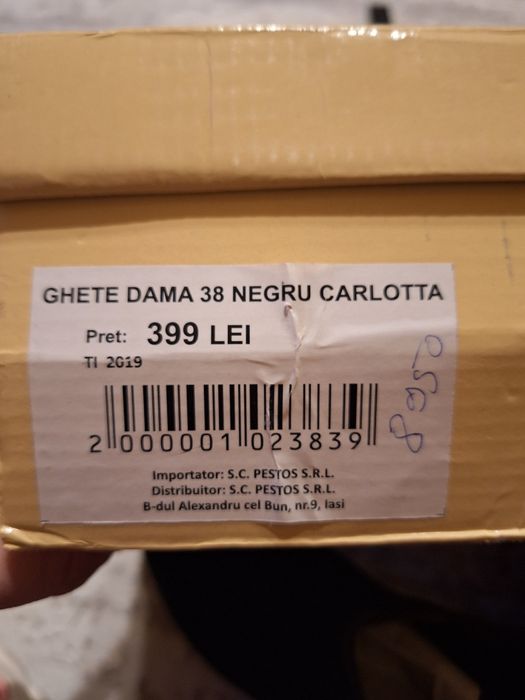 GHETE DAMA 38 NEGRU CARLOTTA
Pret: 399 LEI
TI 2019
2 000001 023839
Importator: S.C. PESTOS S.R.L.
Distribuitor: S.C. PESTOS S.R.L.
B-dul Alexandru cel Bun, nr.9, Iasi